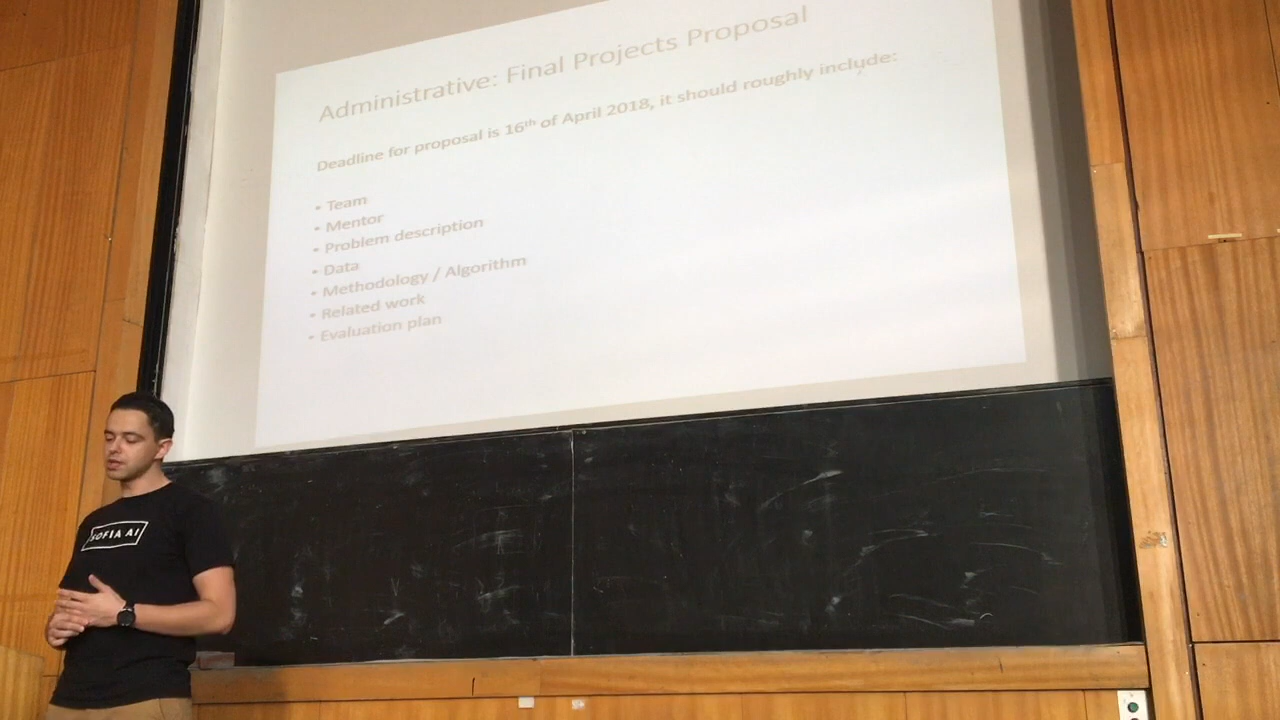 Administrative: Final Projects Proposal
Deadline for proposal is 16th of April 2018, it should roughly include:
• Team
• Mentor
• Problem description
• Data
• Methodology / Algorithm
• Related work
• Evaluation plan
SOFIA AI